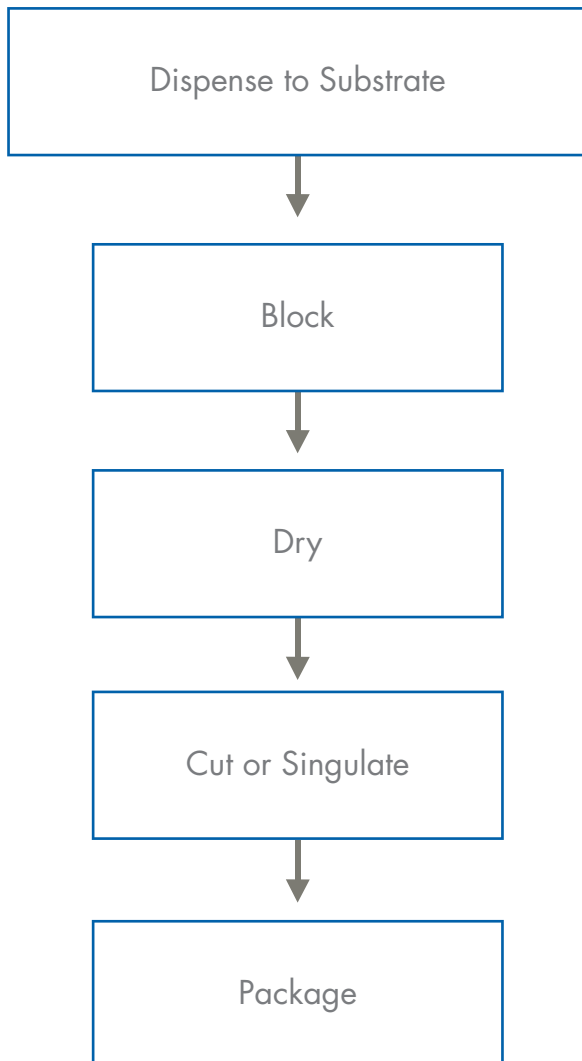 Dispense to Substrate
Block
Dry
Cut or Singulate
Package